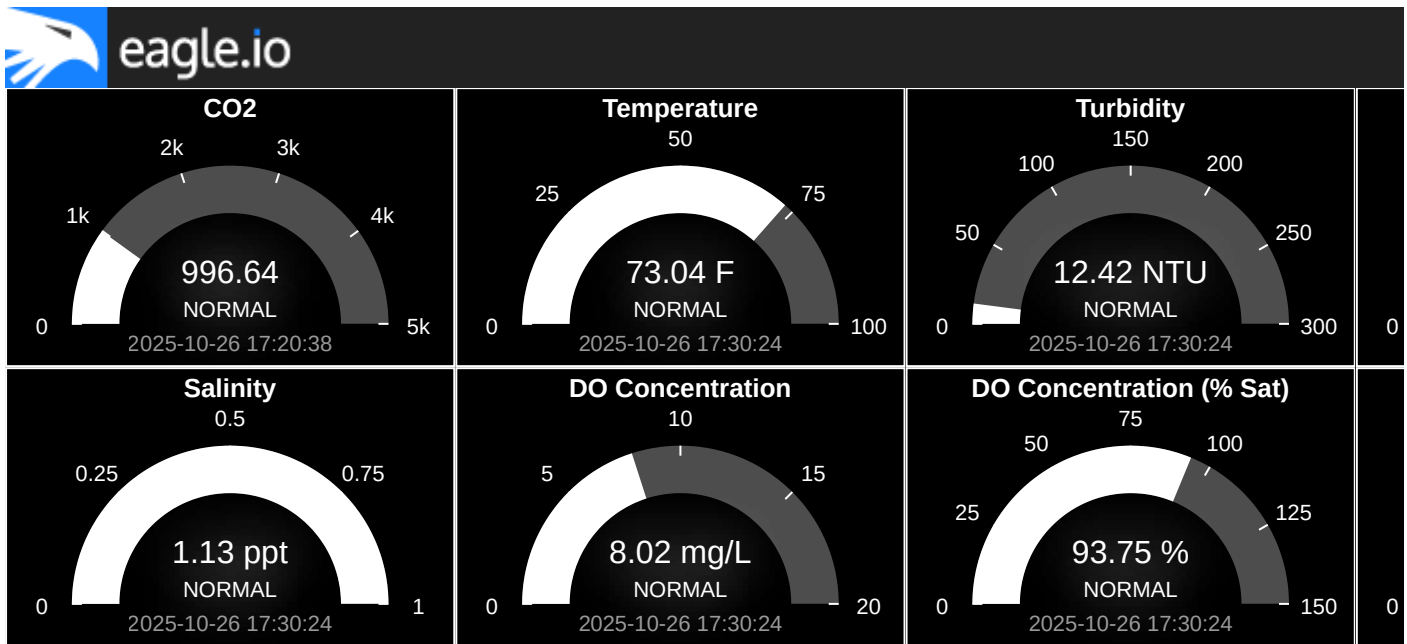 eagle.io
CO2
0
1k
2k
3k
4k
5k
996.64
NORMAL
2025-10-26 17:20:38
Temperature
0
25
50
75
100
73.04 F
NORMAL
2025-10-26 17:30:24
Turbidity
0
50
100
150
200
250
300
12.42 NTU
NORMAL
2025-10-26 17:30:24
0
Salinity
0
0.25
0.5
0.75
1
1.13 ppt
NORMAL
2025-10-26 17:30:24
DO Concentration
0
5
10
15
20
8.02 mg/L
NORMAL
2025-10-26 17:30:24
DO Concentration (% Sat)
0
25
50
75
100
125
150
93.75 %
NORMAL
2025-10-26 17:30:24
0